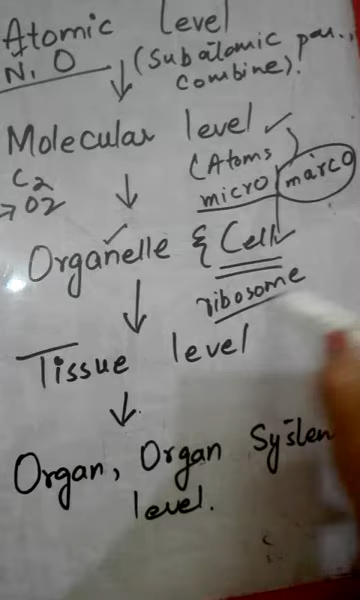 Atomic level
N, O (Subatomic par.,
combine).
Molecular level
(Atoms
C2 micro marco
O2
Organelle & Cell
ribosome
Tissue level
Organ, Organ System
level.